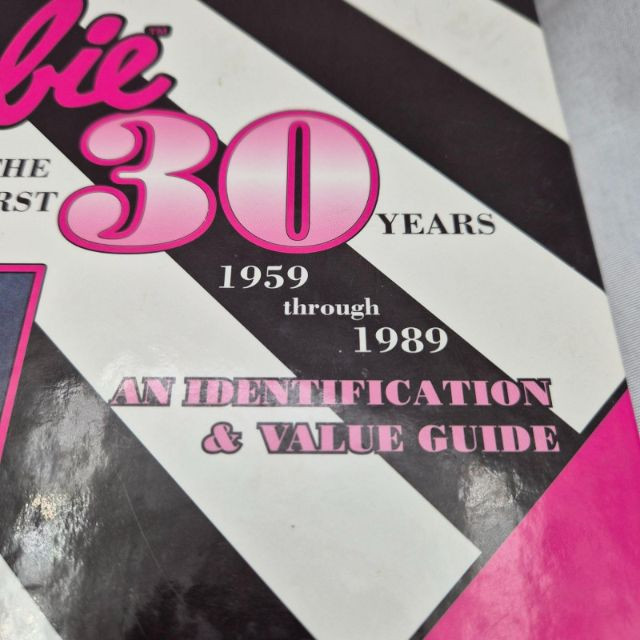 bie™
THE
RST
30
YEARS
1959
through
1989
AN IDENTIFICATION
& VALUE GUIDE